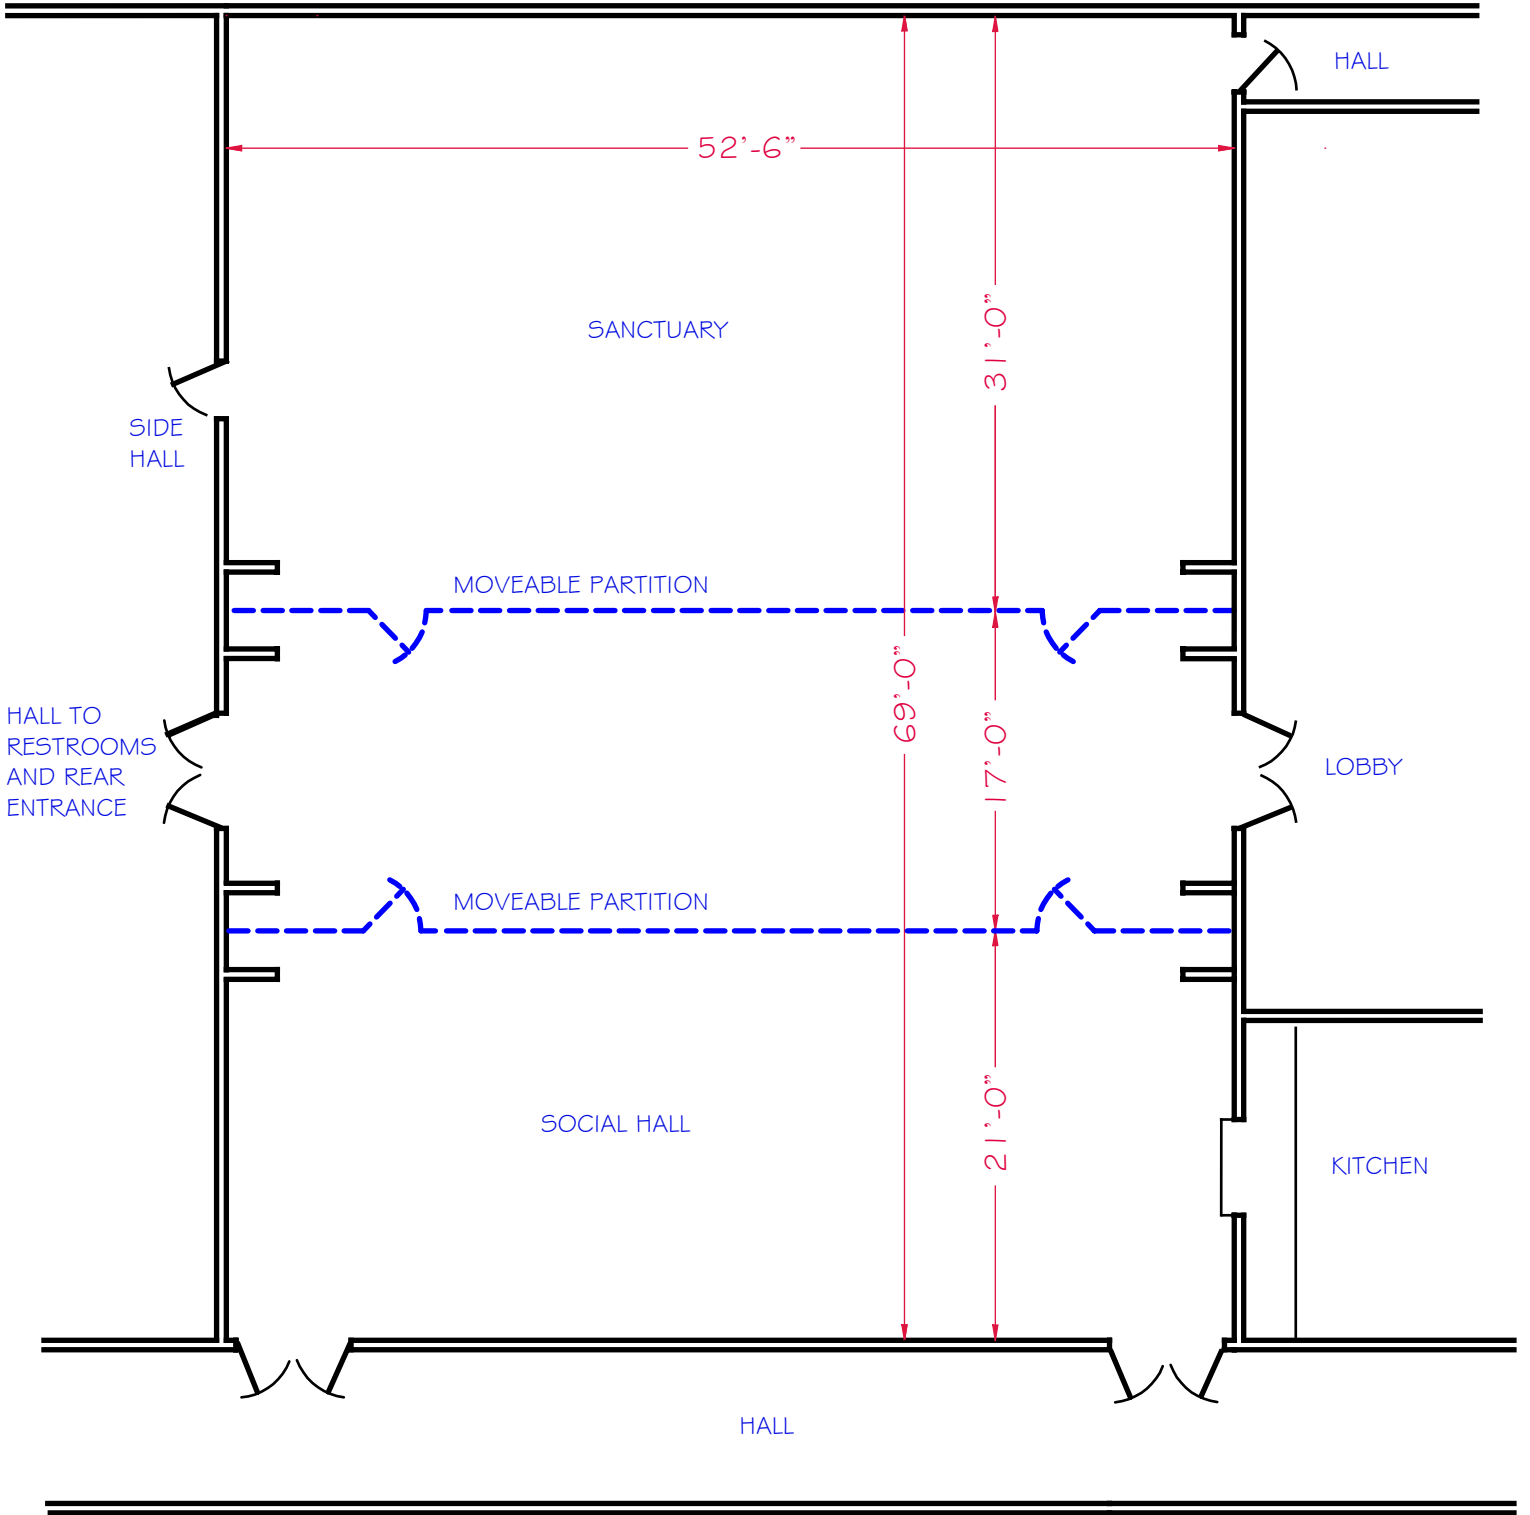 HALL
52'-6"
SANCTUARY
31'-0"
SIDE
HALL
MOVEABLE PARTITION
69'-0"
HALL TO
RESTROOMS
AND REAR
ENTRANCE
17'-0"
LOBBY
MOVEABLE PARTITION
SOCIAL HALL
21'-0"
KITCHEN
HALL